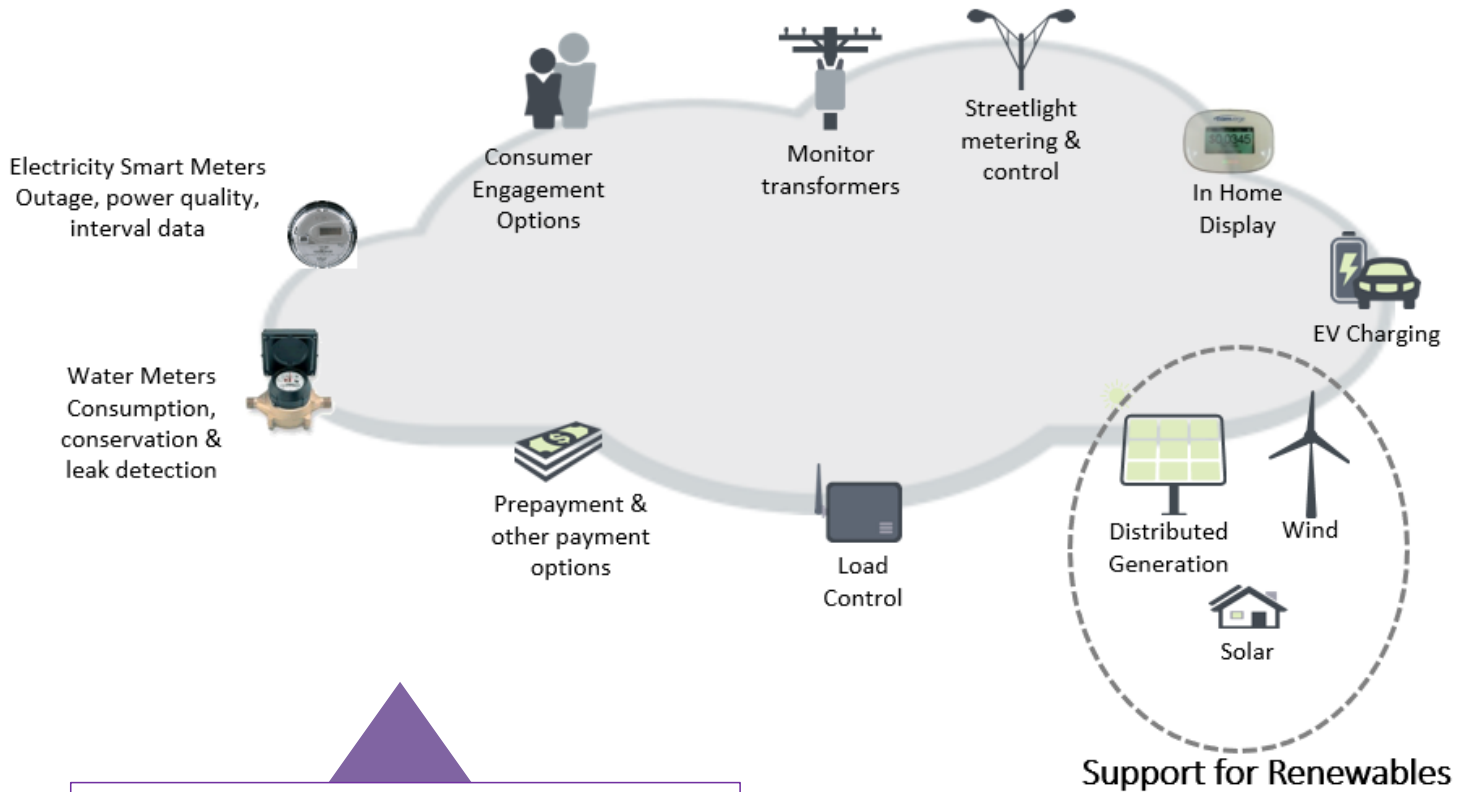 Streetlight
metering &
control
Consumer
Engagement
Options
Monitor
transformers
Electricity Smart Meters
Outage, power quality,
interval data
In Home
Display
EV Charging
Water Meters
Consumption,
conservation &
leak detection
Prepayment &
other payment
options
Load
Control
Distributed
Generation
Wind
Solar
Support for Renewables